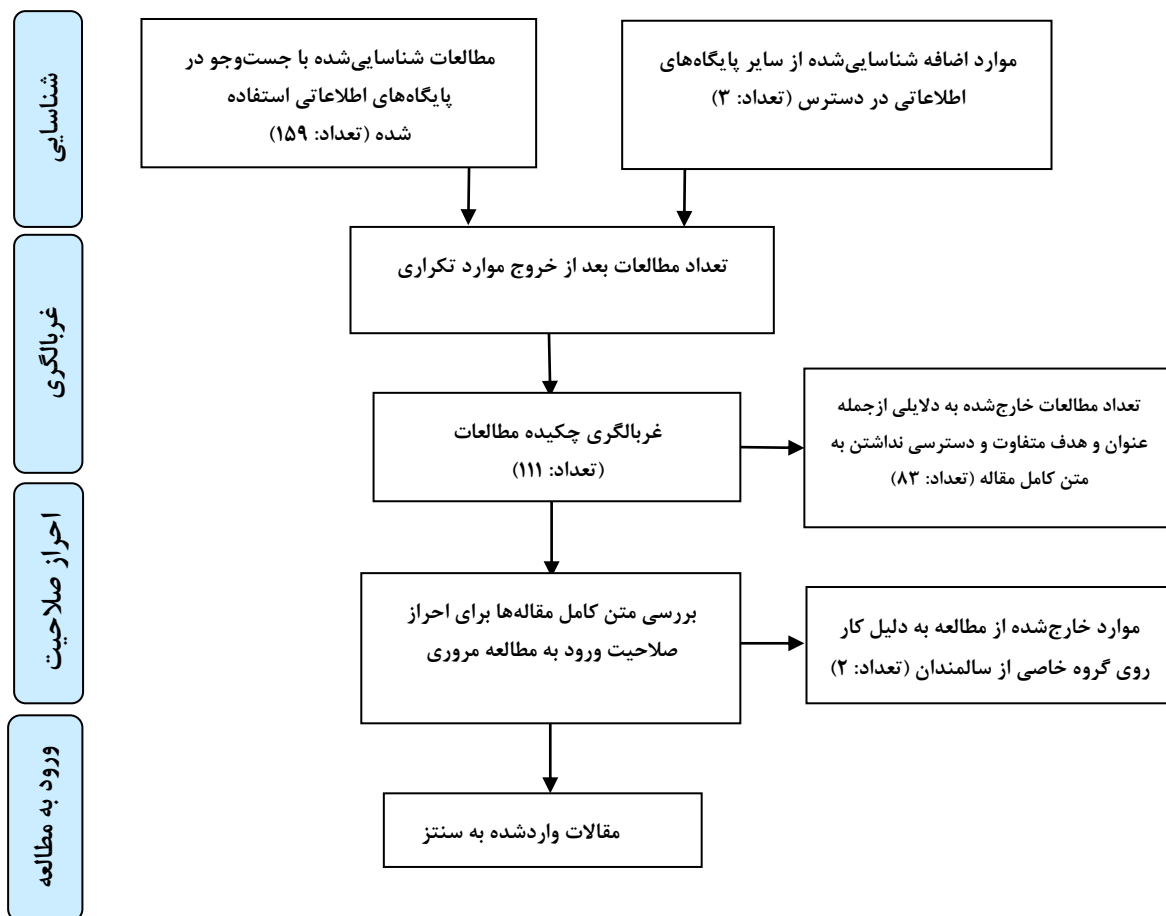 شناسایی
موارد اضافه شناسایی‌شده از سایر پایگاه‌های
اطلاعاتی در دسترس (تعداد: ۳)
مطالعات شناسایی‌شده با جست‌وجو در
پایگاه‌های اطلاعاتی استفاده
شده (تعداد: ۱۵۹)
تعداد مطالعات بعد از خروج موارد تکراری
غربالگری
غربالگری چکیده مطالعات
(تعداد: ۱۱۱)
تعداد مطالعات خارج‌شده به دلایلی ازجمله
عنوان و هدف متفاوت و دسترسی نداشتن به
متن کامل مقاله (تعداد: ۸۳)
احراز صلاحیت
بررسی متن کامل مقاله‌ها برای احراز
صلاحیت ورود به مطالعه مروری
موارد خارج‌شده از مطالعه به دلیل کار
روی گروه خاصی از سالمندان (تعداد: ۲)
ورود به مطالعه
مقالات واردشده به سنتز